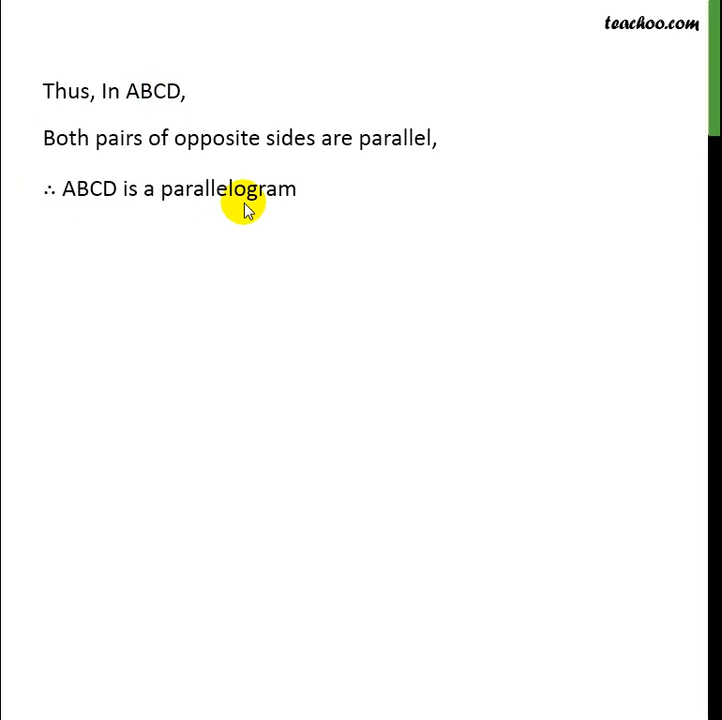 teachoo.com
Thus, In ABCD,
Both pairs of opposite sides are parallel,
∴ ABCD is a parallelogram